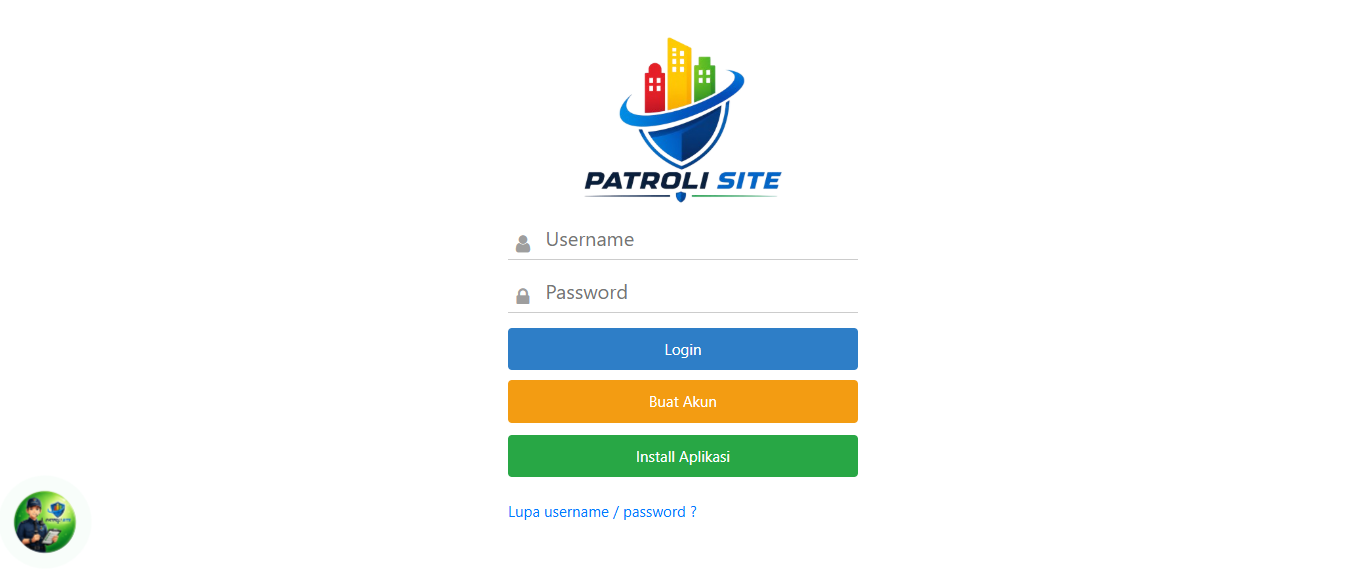 PATROLI SITE
Username
Password
Login
Buat Akun
Install Aplikasi
Lupa username / password ?